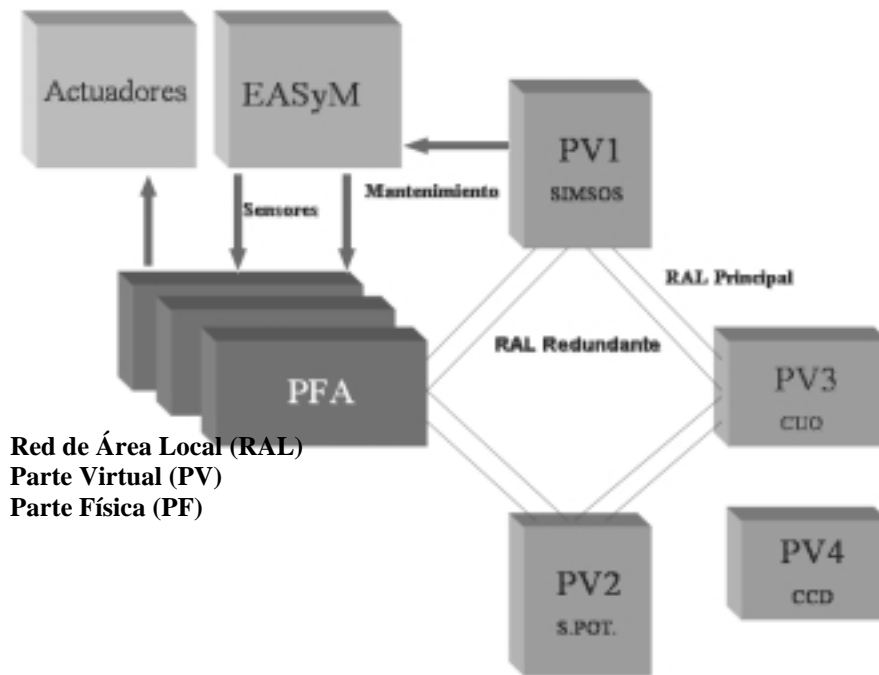 Actuadores
EASyM
PV1
SIMSOS
Mantenimiento
Sensores
RAL Principal
RAL Redundante
PFA
PV3
CUO
Red de Área Local (RAL)
Parte Virtual (PV)
Parte Física (PF)
PV2
S.POT.
PV4
CCD